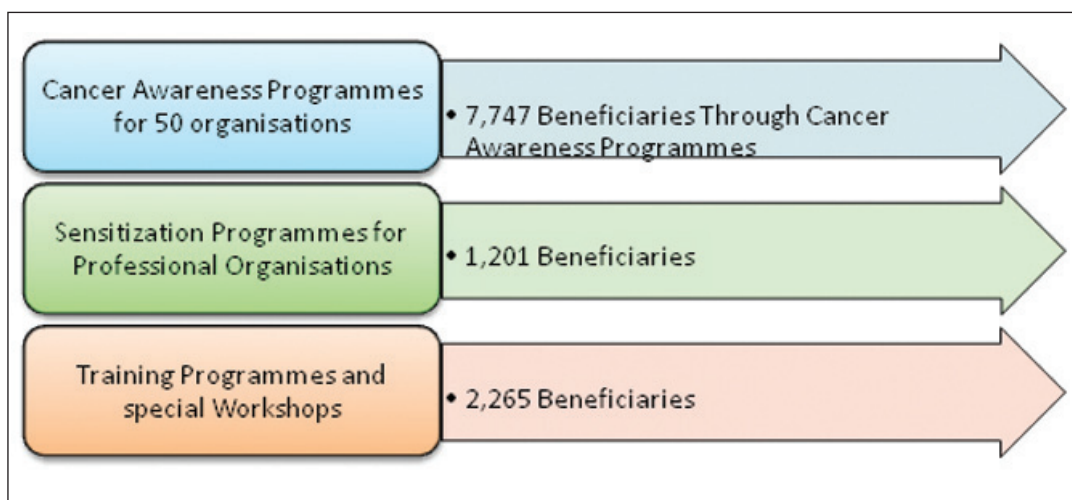 Cancer Awareness Programmes
for 50 organisations
• 7,747 Beneficiaries Through Cancer
Awareness Programmes
Sensitization Programmes for
Professional Organisations
• 1,201 Beneficiaries
Training Programmes and
special Workshops
• 2,265 Beneficiaries